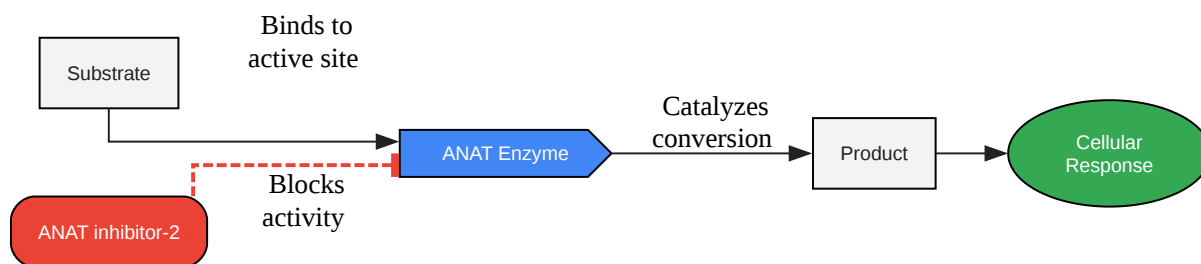 Binds to
active site
Substrate
Catalyzes
conversion
ANAT Enzyme
Product
Cellular
Response
Blocks
activity
ANAT inhibitor-2